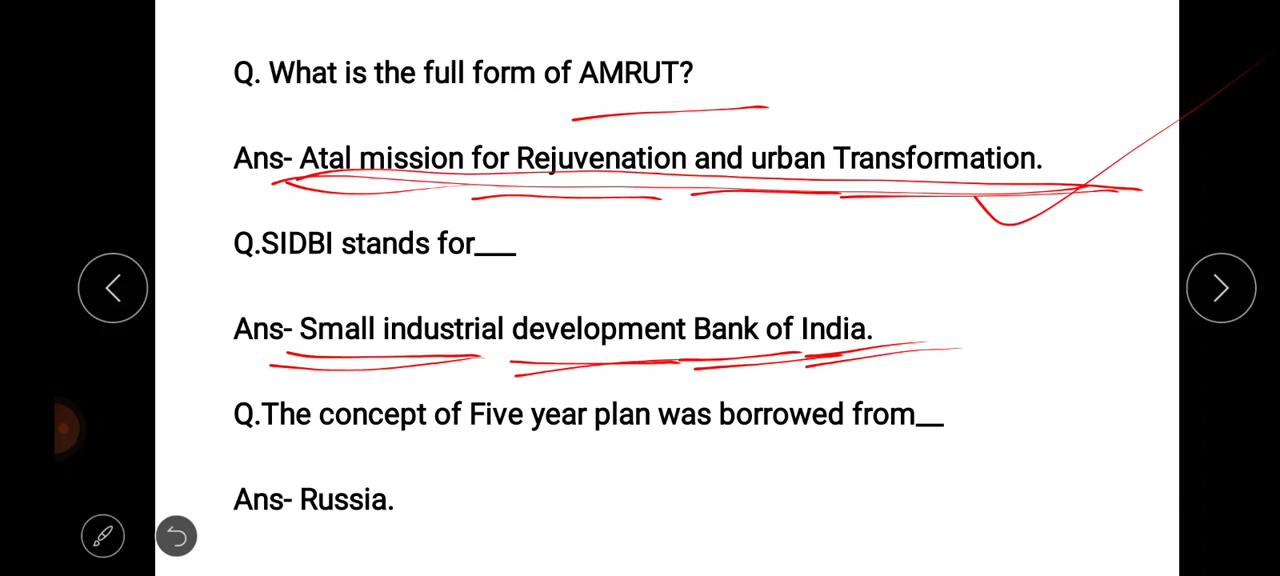 Q. What is the full form of AMRUT?
Ans- Atal mission for Rejuvenation and urban Transformation.
Q.SIDBI stands for___
Ans- Small industrial development Bank of India.
Q.The concept of Five year plan was borrowed from__
Ans- Russia.